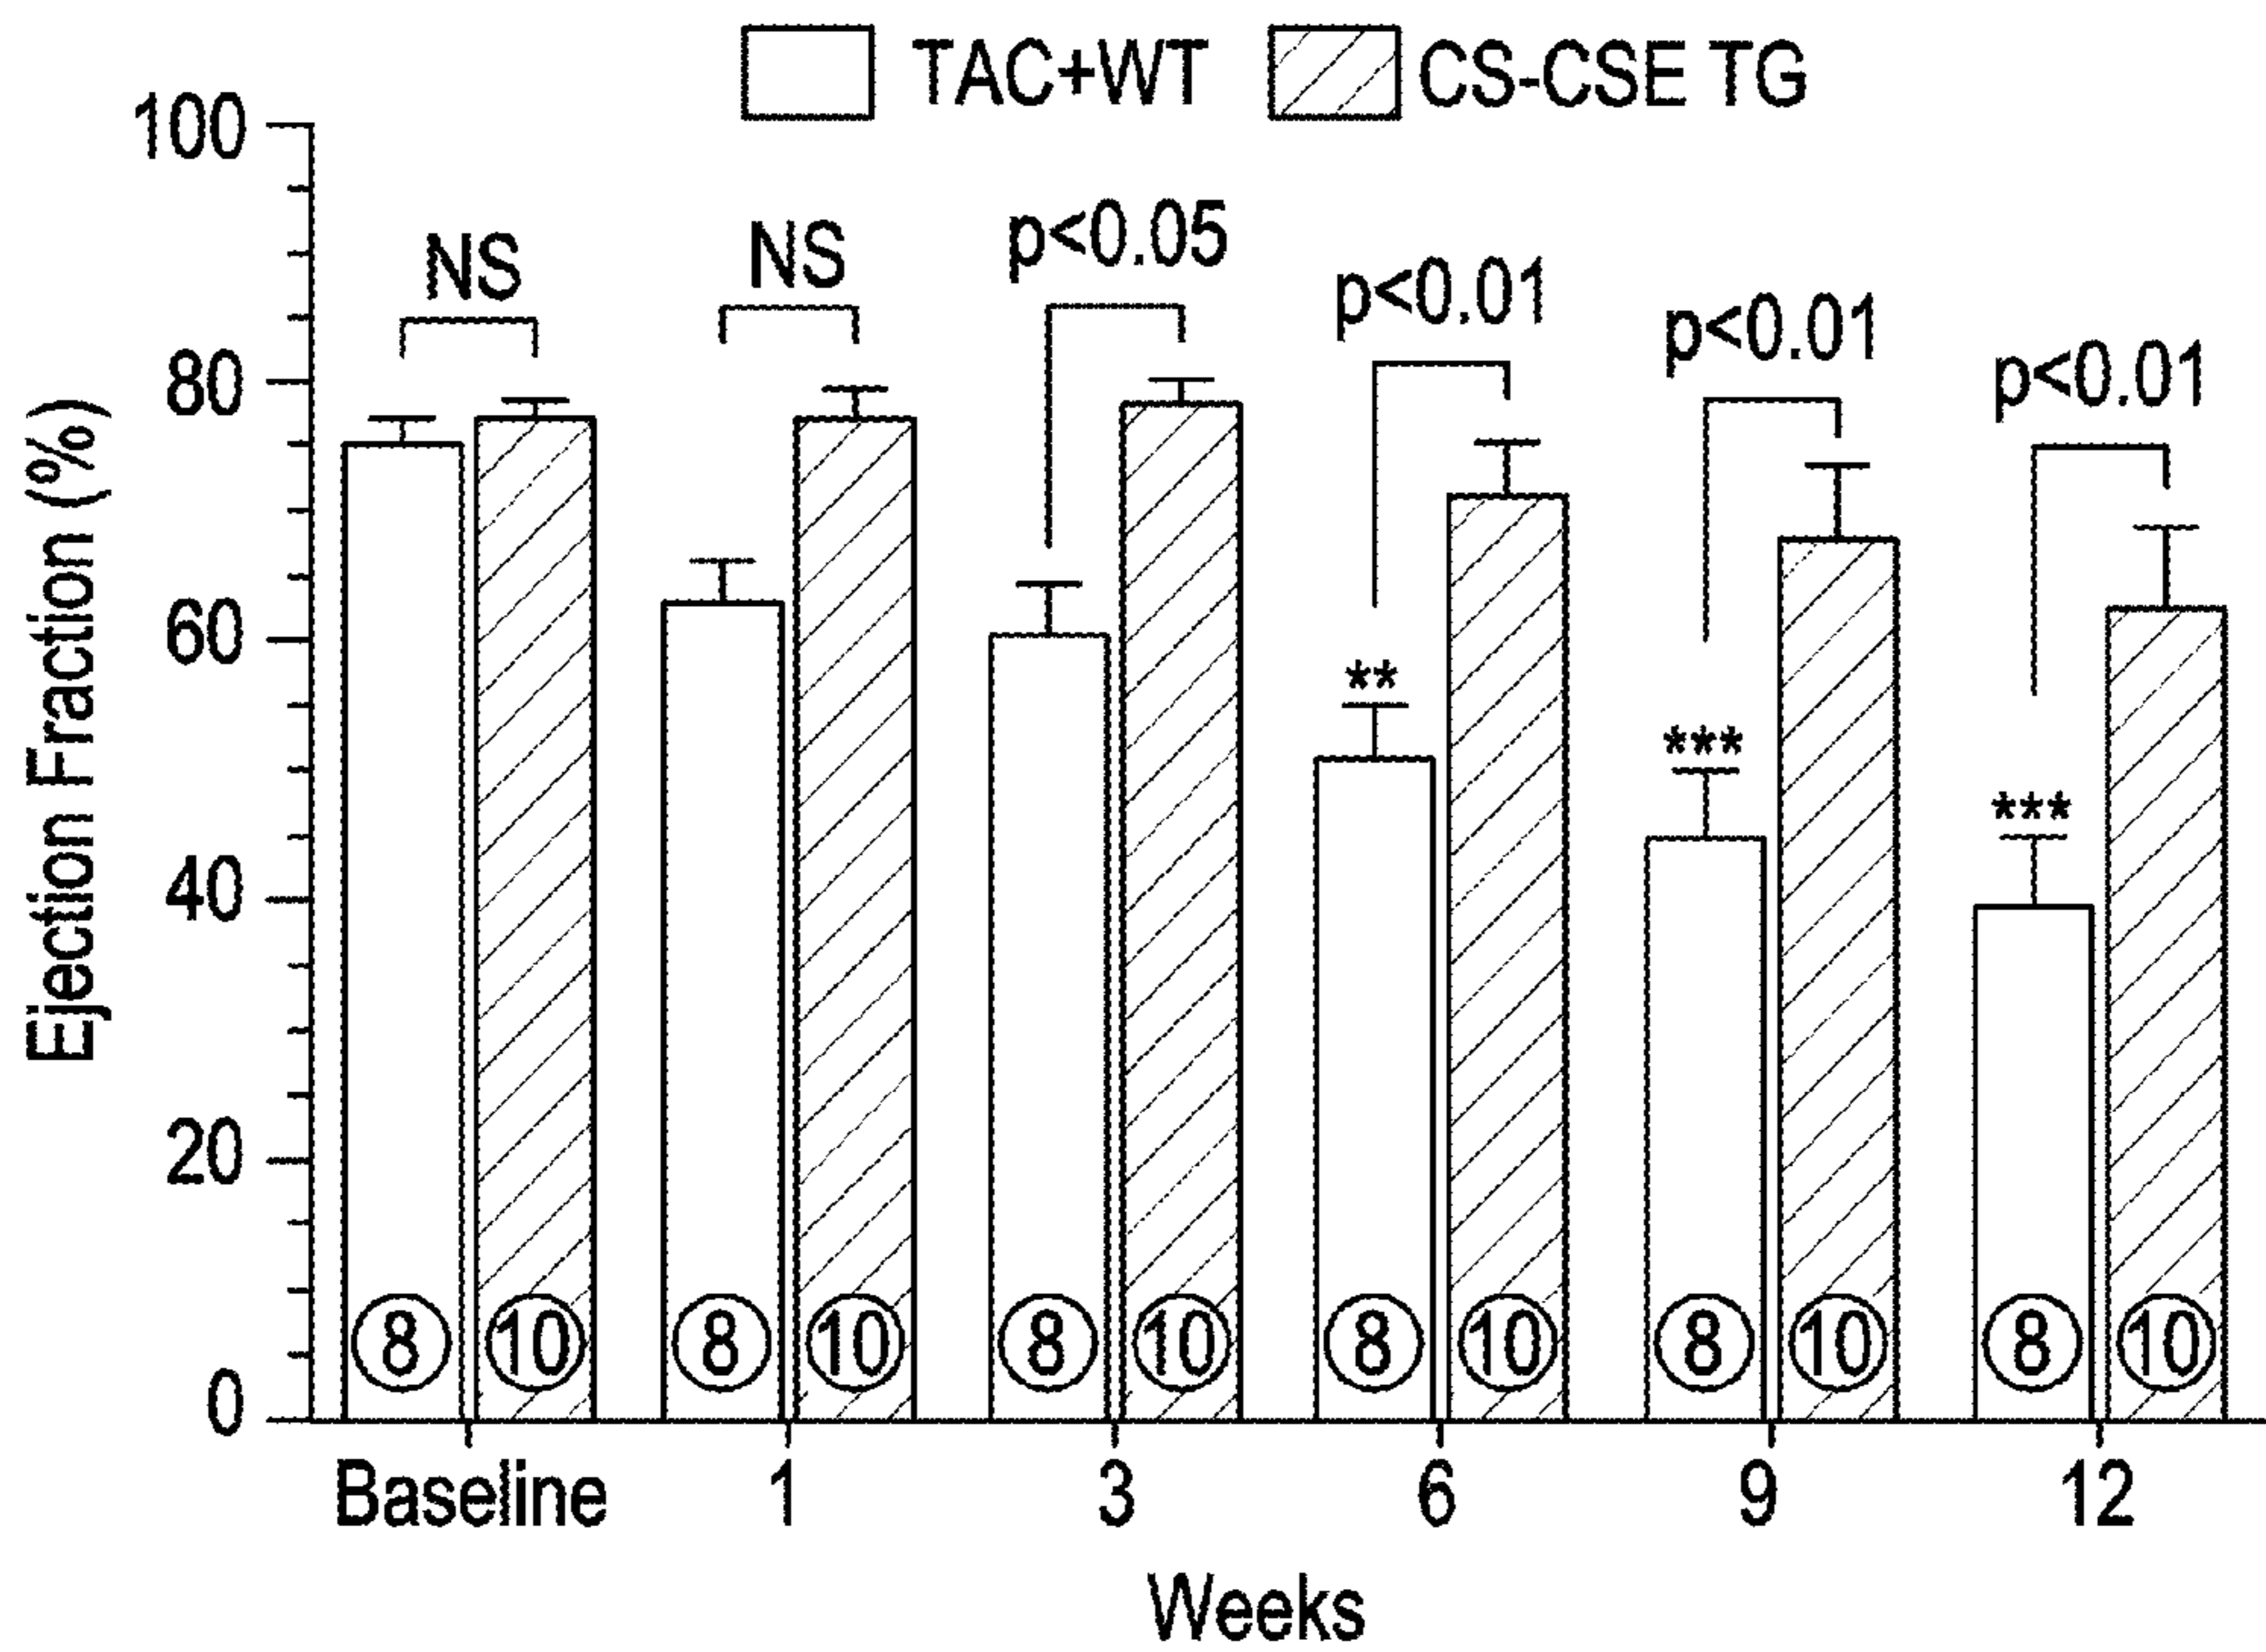 TAC+WT CS-CSE TG
Ejection Fraction (%)
100
80
60
40
20
0
NS
NS
p<0.05
p<0.01
p<0.01
p<0.01
**
***
***
8 10 8 10 8 10 8 10 8 10 8 10
Baseline 1 3 6 9 12
Weeks